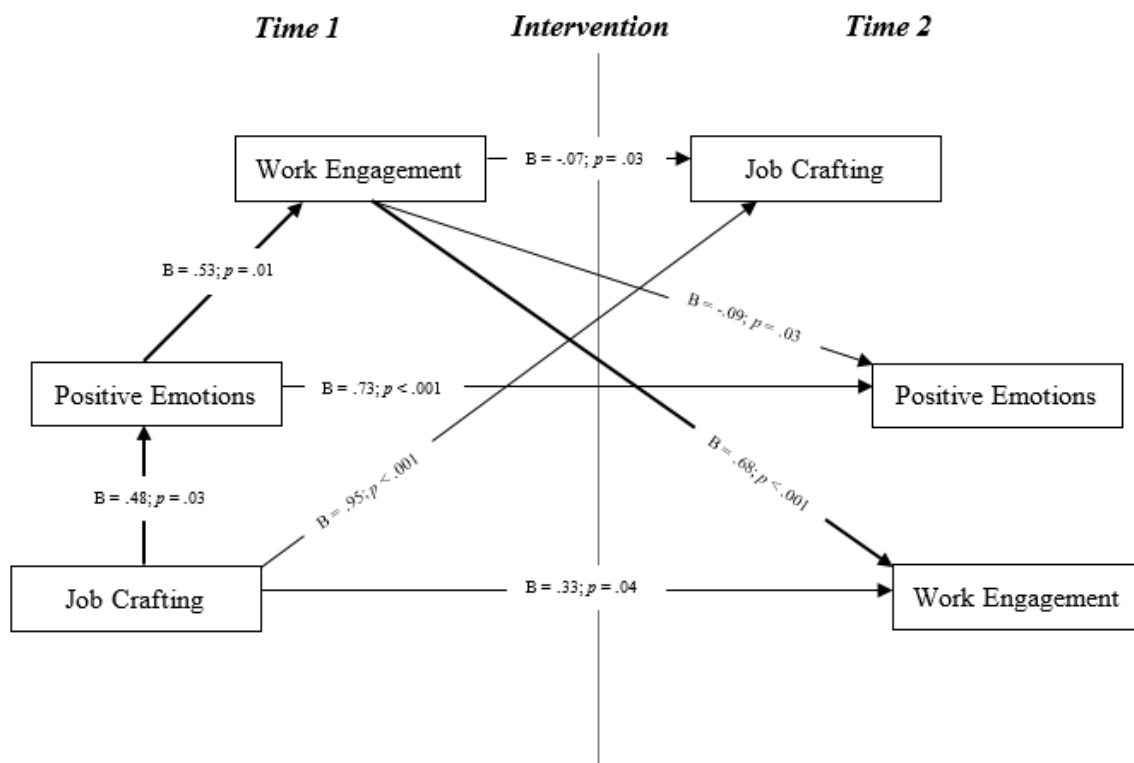 Time 1 Intervention Time 2
Work Engagement
B = -.07; p = .03
Job Crafting
B = .53; p = .01
B = -.09; p = .03
Positive Emotions
B = .73; p < .001
Positive Emotions
B = .48; p = .03
B = .95; p < .001
B = .68; p < .001
Job Crafting
B = .33; p = .04
Work Engagement